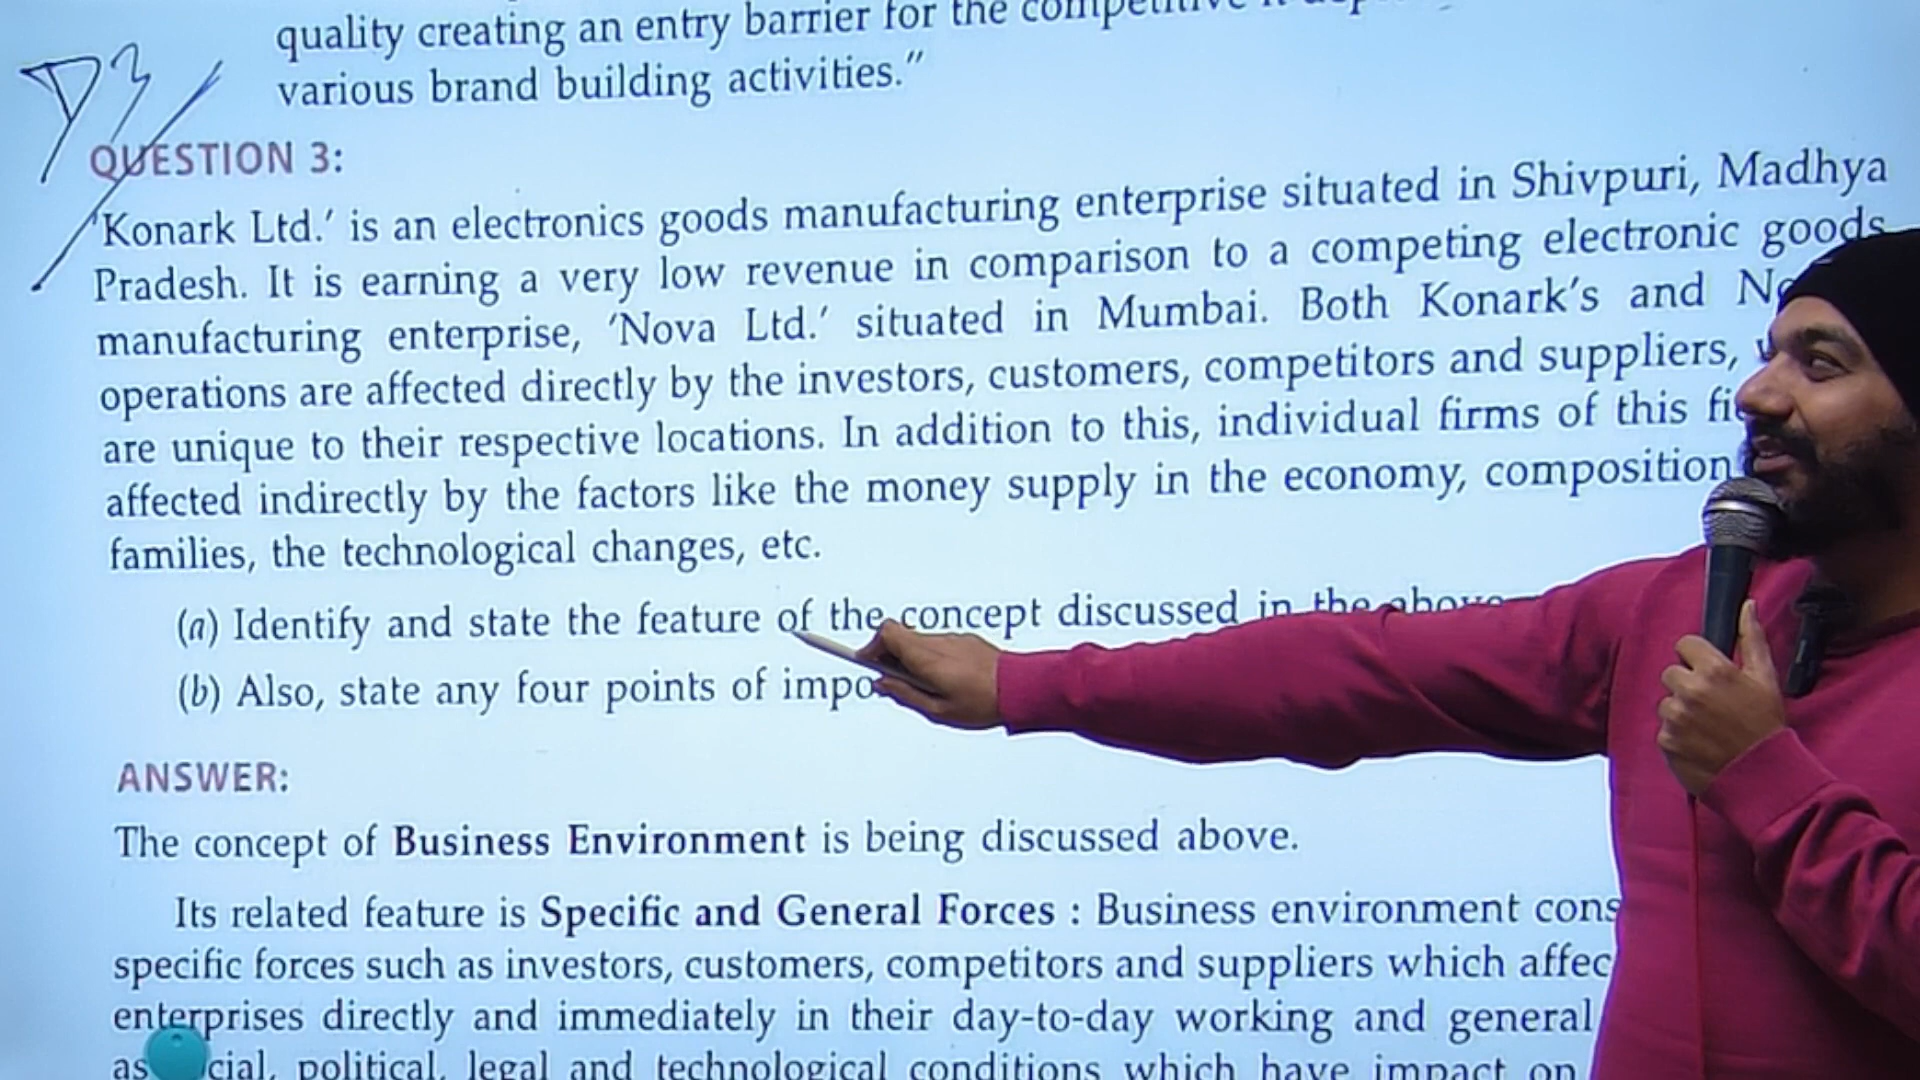 quality creating an entry barrier for the
various brand building activities."
QUESTION 3:
'Konark Ltd.' is an electronics goods manufacturing enterprise situated in Shivpuri, Madhya
Pradesh. It is earning a very low revenue in comparison to a competing electronic goods
manufacturing enterprise, 'Nova Ltd.' situated in Mumbai. Both Konark's and
operations are affected directly by the investors, customers, competitors and suppliers,
are unique to their respective locations. In addition to this, individual firms of this
affected indirectly by the factors like the money supply in the economy, composition
families, the technological changes, etc.
(a) Identify and state the feature of the concept discussed in the above
(b) Also, state any four points of
ANSWER:
The concept of Business Environment is being discussed above.
Its related feature is Specific and General Forces : Business environment
specific forces such as investors, customers, competitors and suppliers which
enterprises directly and immediately in their day-to-day working and general
political, legal and technological conditions which have impact on